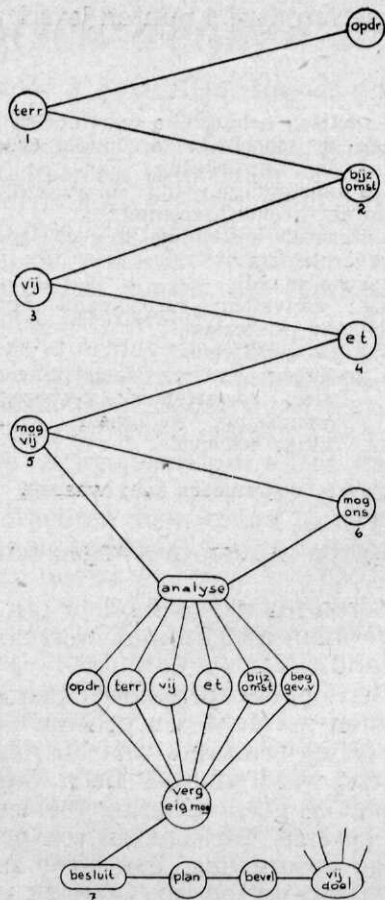 opdr
terr
1
bijz
omst
2
vij
3
et
4
mog
vij
5
mog
ons
6
analyse
opdr
terr
vij
et
bijz
omst
beg
gev.v
verg
eig mog
besluit
7
plan
bevel
vij
doel